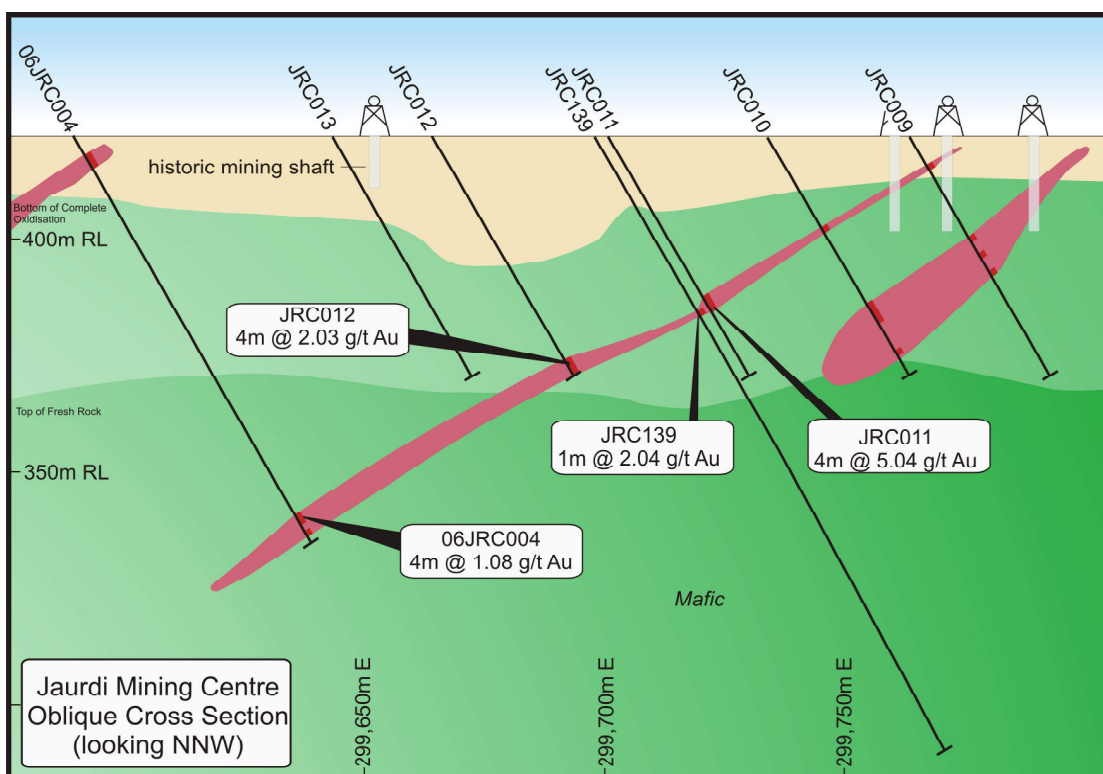 06JRC004
JRC013
JRC012
JRC139
JRC011
JRC010
JRC009
historic mining shaft
Bottom of Complete
Oxidisation
400m RL
JRC012
4m @ 2.03 g/t Au
Top of Fresh Rock
JRC139
1m @ 2.04 g/t Au
JRC011
4m @ 5.04 g/t Au
350m RL
06JRC004
4m @ 1.08 g/t Au
Mafic
Jaurdi Mining Centre
Oblique Cross Section
(looking NNW)
299,650m E
299,700m E
299,750m E